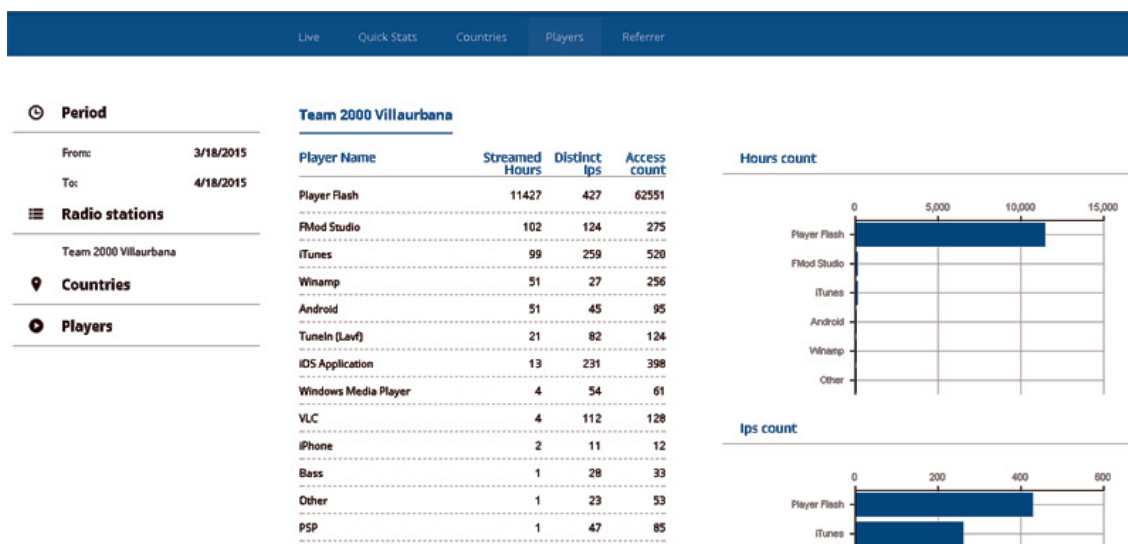 Live Quick Stats Countries Players Referrer
Period
From: 3/18/2015
To: 4/18/2015
Radio stations
Team 2000 Villaurbana
Countries
Players
Team 2000 Villaurbana
Player Name Streamed Hours Distinct Ips Access count
Player Flash 11427 427 62551
FMod Studio 102 124 275
iTunes 99 259 520
Winamp 51 27 256
Android 51 45 95
TuneIn (Lavf) 21 82 124
iOS Application 13 231 398
Windows Media Player 4 54 61
VLC 4 112 128
iPhone 2 11 12
Bass 1 28 33
Other 1 23 53
PSP 1 47 85
Hours count
0 5,000 10,000 15,000
Player Flash
FMod Studio
iTunes
Android
Winamp
Other
Ips count
0 200 400 600
Player Flash
iTunes